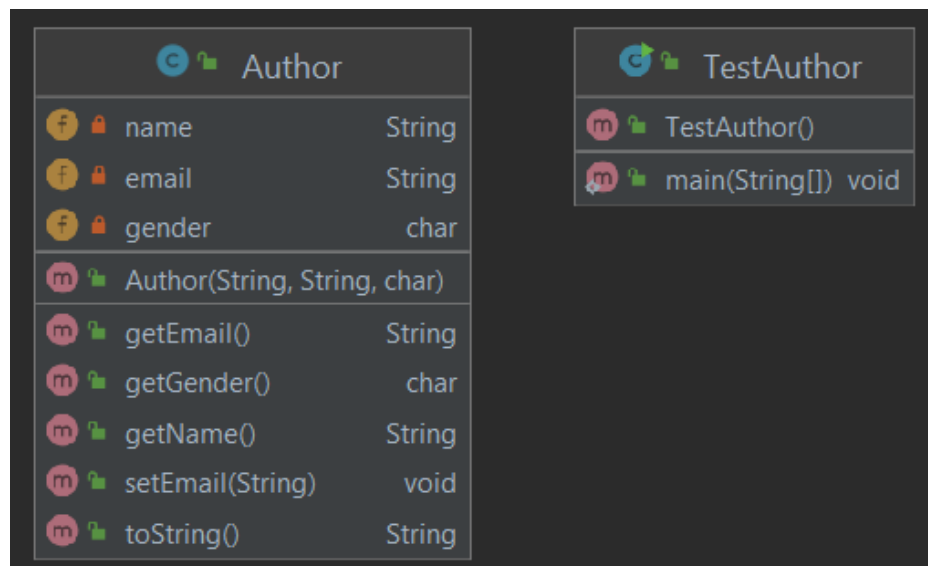 Author
name String
email String
gender char
Author(String, String, char)
getEmail() String
getGender() char
getName() String
setEmail(String) void
toString() String
TestAuthor
TestAuthor()
main(String[]) void